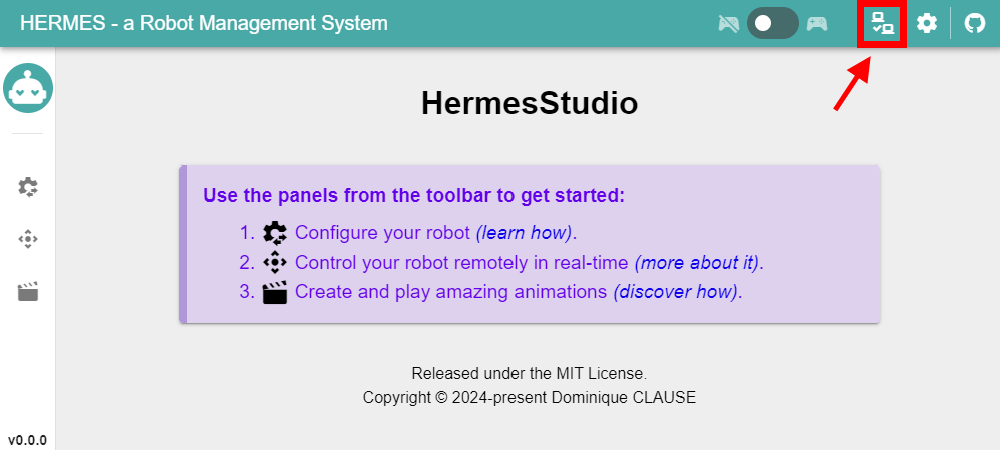 HERMES - a Robot Management System
HermesStudio
Use the panels from the toolbar to get started:
1. Configure your robot (learn how).
2. Control your robot remotely in real-time (more about it).
3. Create and play amazing animations (discover how).
Released under the MIT License.
Copyright © 2024-present Dominique CLAUSE
v0.0.0